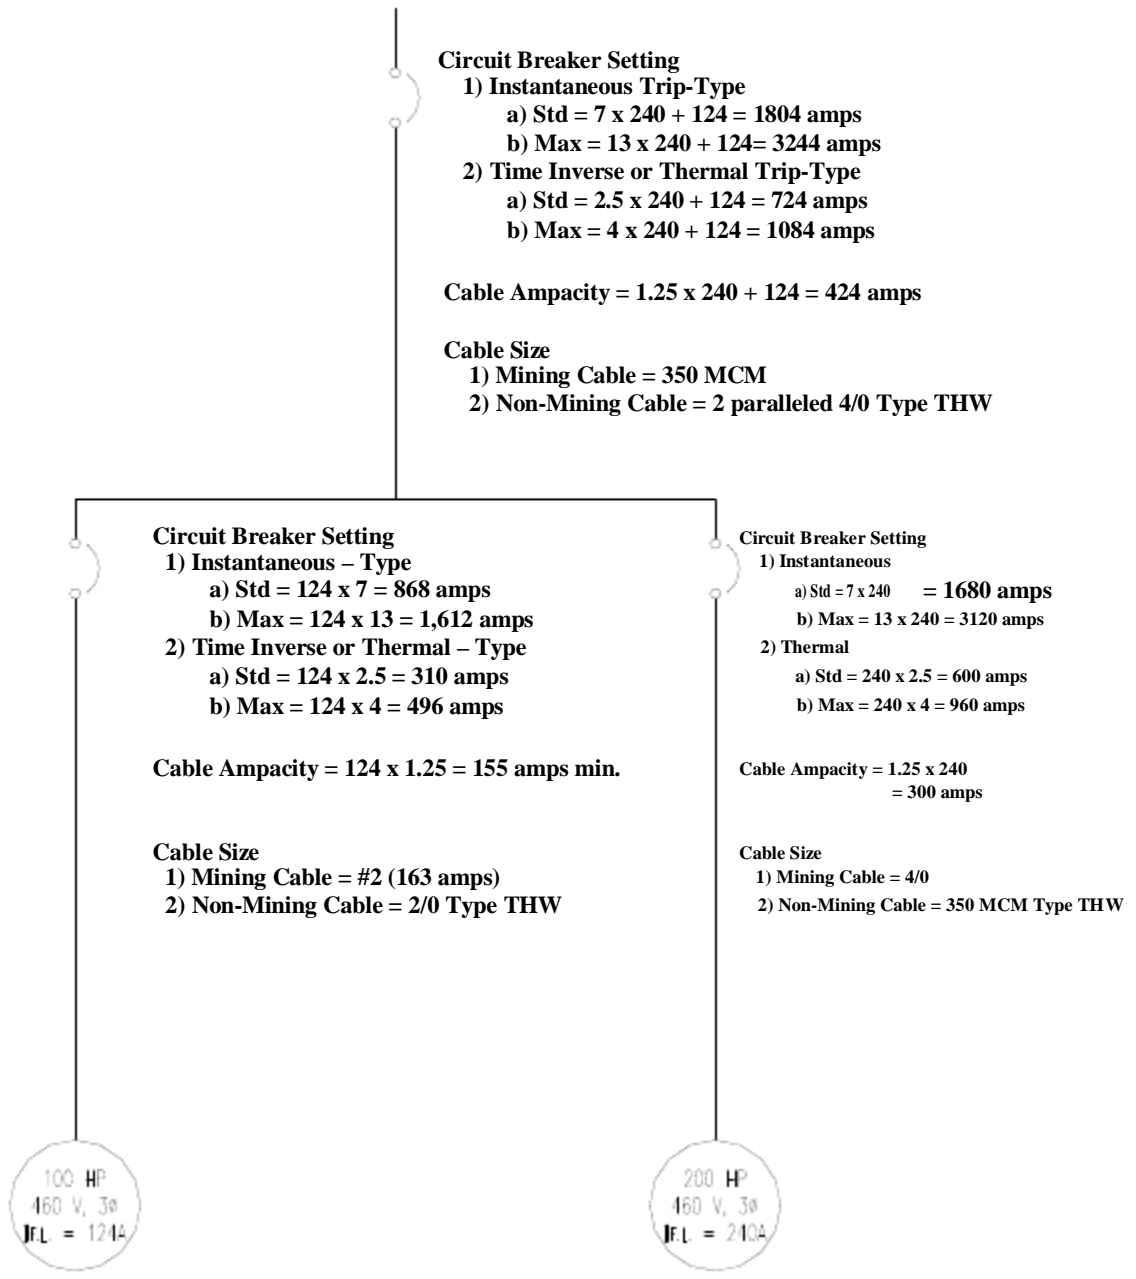 Circuit Breaker Setting
1) Instantaneous Trip-Type
a) Std = 7 x 240 + 124 = 1804 amps
b) Max = 13 x 240 + 124= 3244 amps
2) Time Inverse or Thermal Trip-Type
a) Std = 2.5 x 240 + 124 = 724 amps
b) Max = 4 x 240 + 124 = 1084 amps
Cable Ampacity = 1.25 x 240 + 124 = 424 amps
Cable Size
1) Mining Cable = 350 MCM
2) Non-Mining Cable = 2 paralleled 4/0 Type THW
Circuit Breaker Setting
1) Instantaneous – Type
a) Std = 124 x 7 = 868 amps
b) Max = 124 x 13 = 1,612 amps
2) Time Inverse or Thermal – Type
a) Std = 124 x 2.5 = 310 amps
b) Max = 124 x 4 = 496 amps
Cable Ampacity = 124 x 1.25 = 155 amps min.
Cable Size
1) Mining Cable = #2 (163 amps)
2) Non-Mining Cable = 2/0 Type THW
100 HP
460 V, 3ø
IF.L. = 124A
Circuit Breaker Setting
1) Instantaneous
a) Std = 7 x 240 = 1680 amps
b) Max = 13 x 240 = 3120 amps
2) Thermal
a) Std = 240 x 2.5 = 600 amps
b) Max = 240 x 4 = 960 amps
Cable Ampacity = 1.25 x 240
= 300 amps
Cable Size
1) Mining Cable = 4/0
2) Non-Mining Cable = 350 MCM Type THW
200 HP
460 V, 3ø
IF.L. = 240A